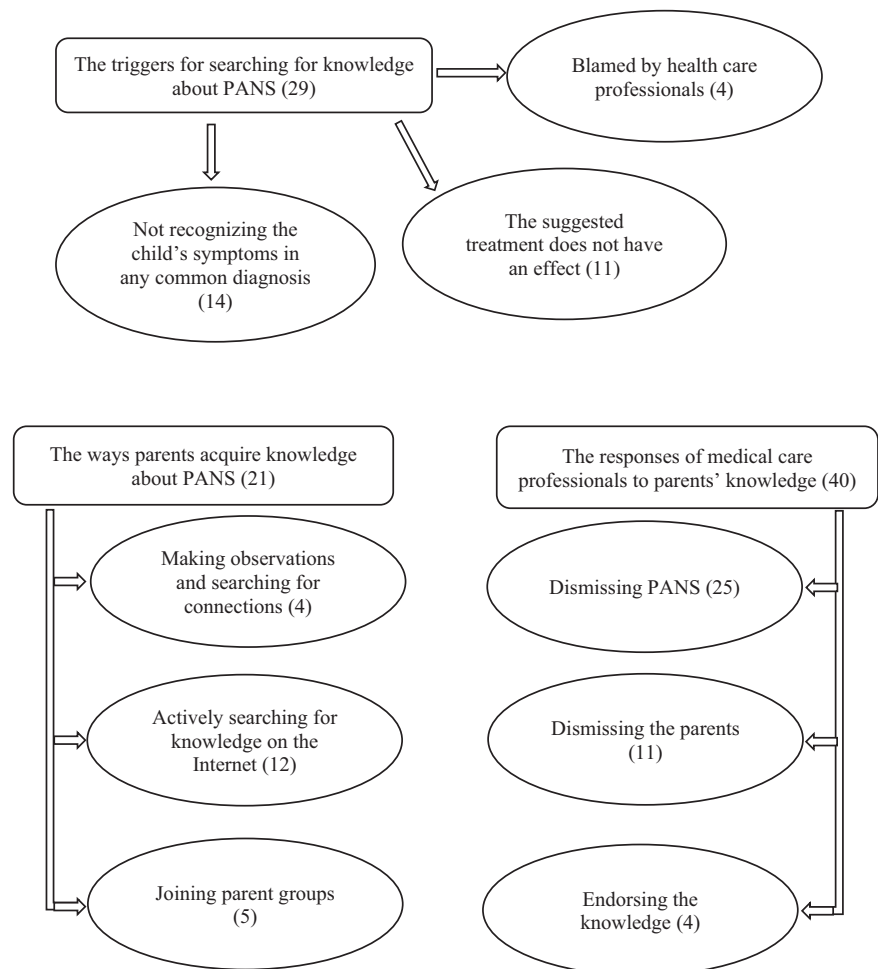 The triggers for searching for knowledge
about PANS (29)
Blamed by health care
professionals (4)
Not recognizing the
child’s symptoms in
any common diagnosis
(14)
The suggested
treatment does not have
an effect (11)
The ways parents acquire knowledge
about PANS (21)
Making observations
and searching for
connections (4)
Actively searching for
knowledge on the
Internet (12)
Joining parent groups
(5)
The responses of medical care
professionals to parents’ knowledge (40)
Dismissing PANS (25)
Dismissing the parents
(11)
Endorsing the
knowledge (4)